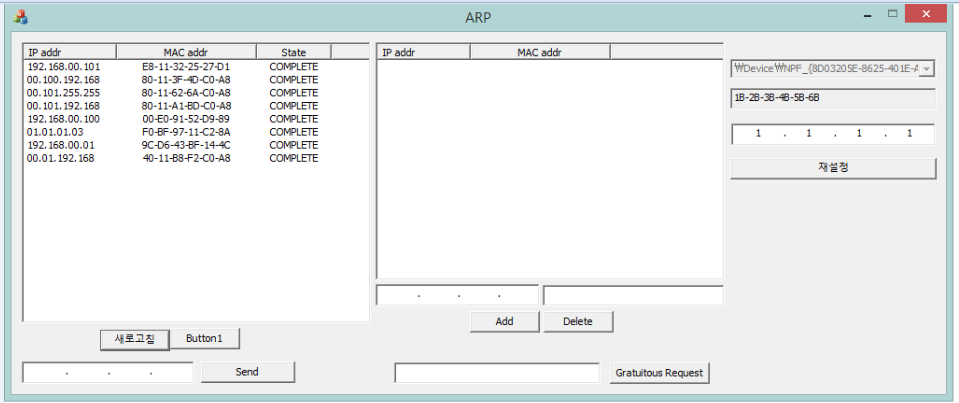 ARP
IP addr MAC addr State
192.168.00.101 E8-11-32-25-27-D1 COMPLETE
00.100.192.168 80-11-3F-4D-C0-A8 COMPLETE
00.101.255.255 80-11-62-6A-C0-A8 COMPLETE
00.101.192.168 80-11-A1-BD-C0-A8 COMPLETE
192.168.00.100 00-E0-91-52-D9-89 COMPLETE
01.01.01.03 F0-BF-97-11-C2-8A COMPLETE
192.168.00.01 9C-D6-43-BF-14-4C COMPLETE
00.01.192.168 40-11-B8-F2-C0-A8 COMPLETE
새로고침 Button1
. . . Send
IP addr MAC addr
. . .
Add Delete
Gratuitous Request
₩Device₩NPF_{8D03205E-8625-401E-A
1B-2B-3B-4B-5B-6B
1 . 1 . 1 . 1
재설정